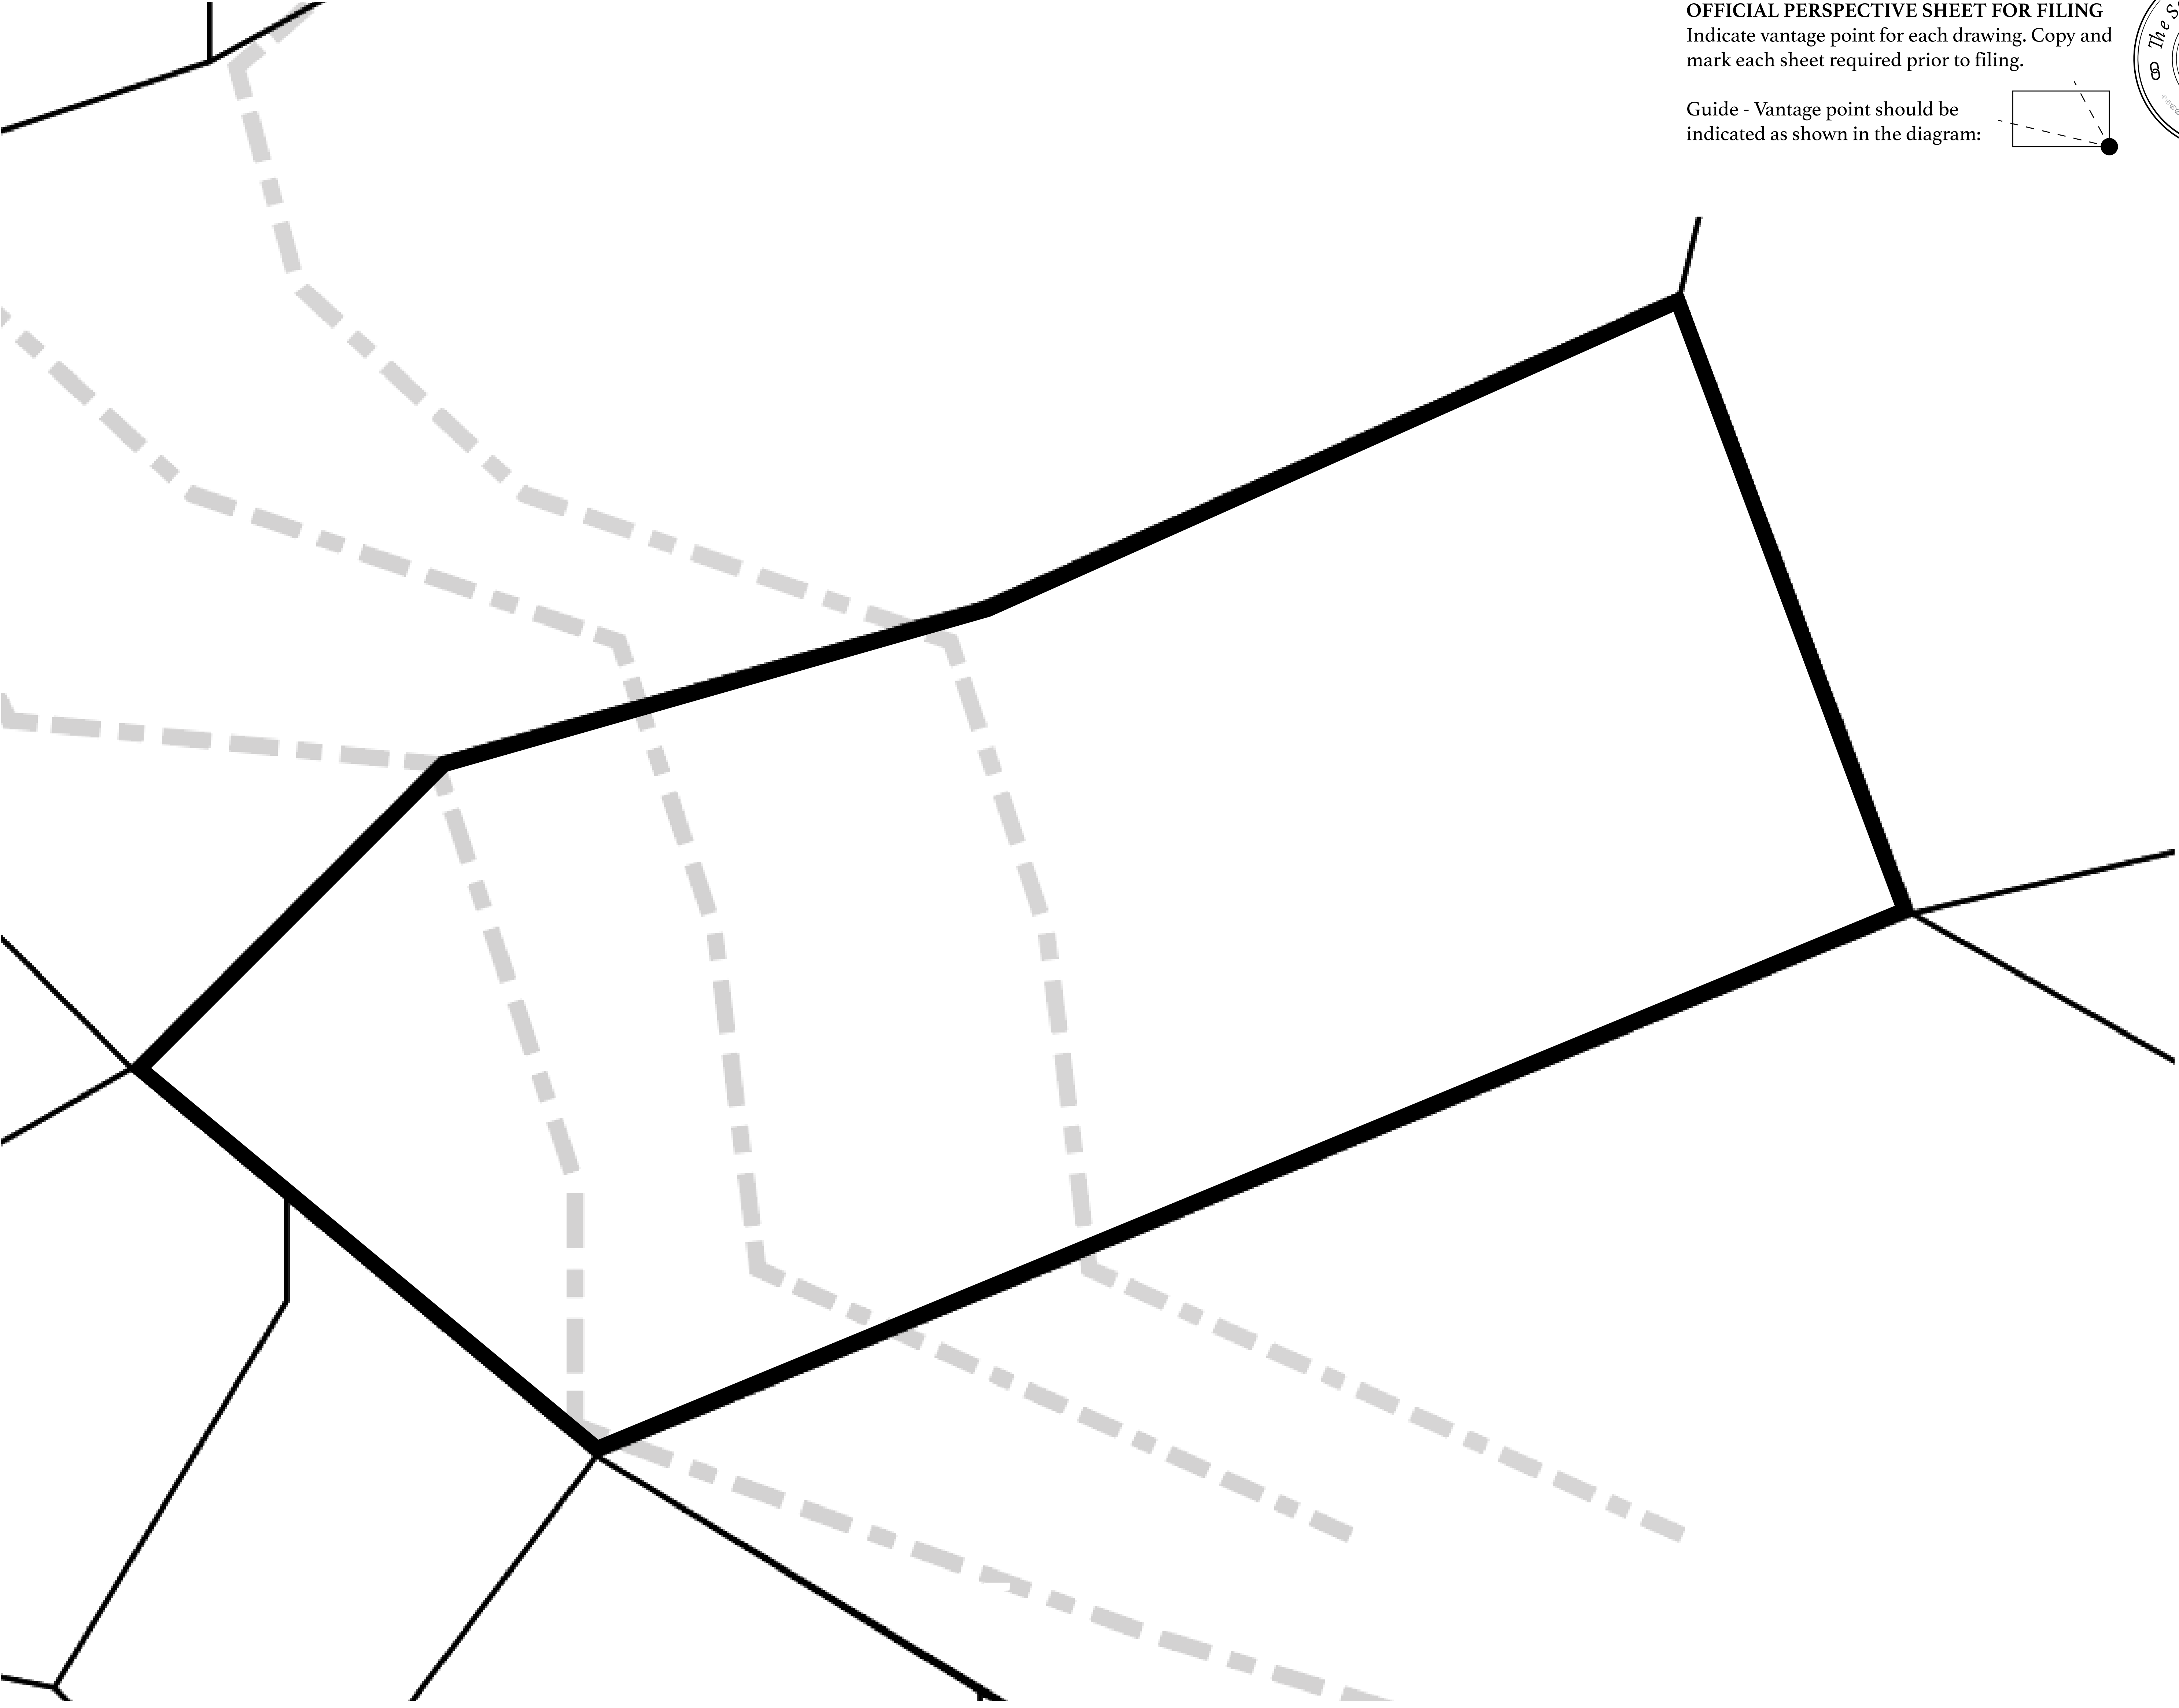 OFFICIAL PERSPECTIVE SHEET FOR FILING
Indicate vantage point for each drawing. Copy and
mark each sheet required prior to filing.
Guide - Vantage point should be
indicated as shown in the diagram:
The